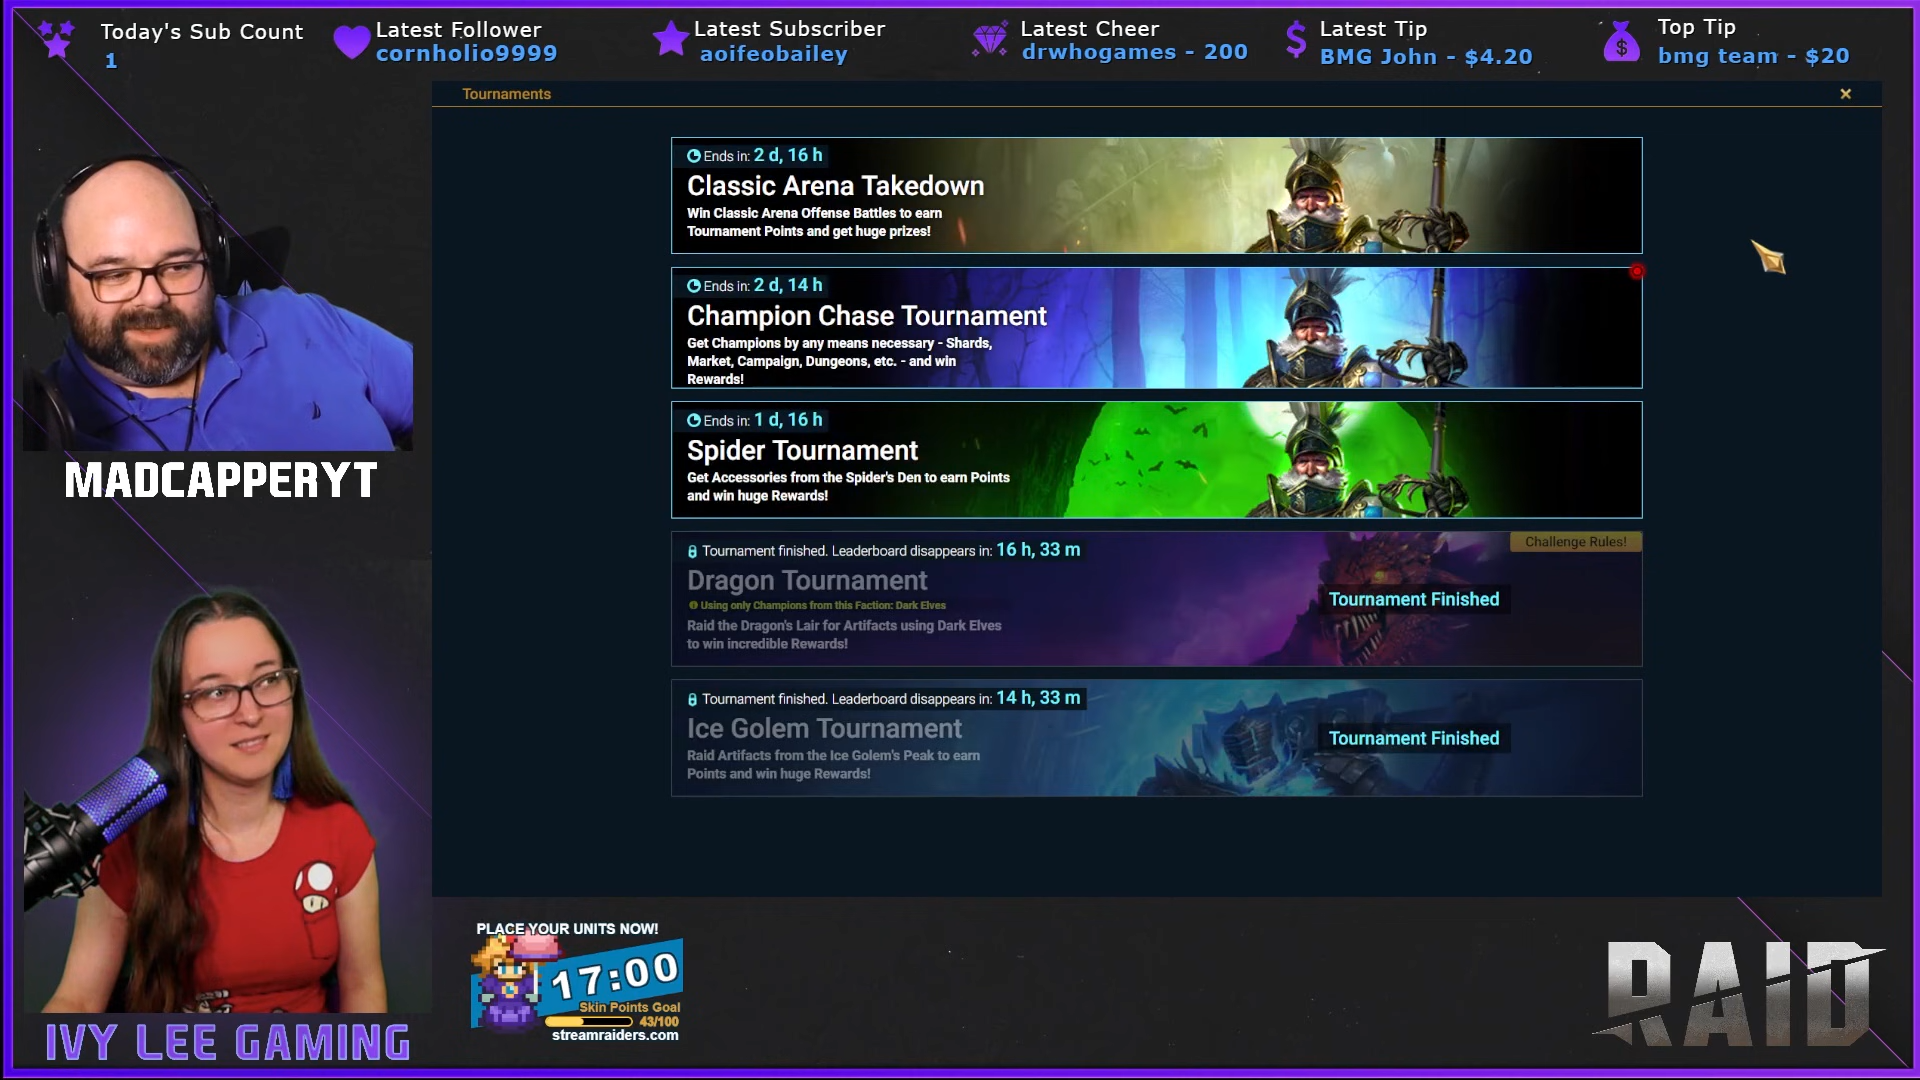 Today's Sub Count
1
Latest Follower
cornholio9999
Latest Subscriber
aoifeobailey
Latest Cheer
drwhogames - 200
Latest Tip
BMG John - $4.20
Top Tip
bmg team - $20
Tournaments
Ends in: 2 d, 16 h
Classic Arena Takedown
Win Classic Arena Offense Battles to earn
Tournament Points and get huge prizes!
Ends in: 2 d, 14 h
Champion Chase Tournament
Get Champions by any means necessary - Shards,
Market, Campaign, Dungeons, etc. - and win
Rewards!
Ends in: 1 d, 16 h
Spider Tournament
Get Accessories from the Spider's Den to earn Points
and win huge Rewards!
Tournament finished. Leaderboard disappears in: 16 h, 33 m
Challenge Rules!
Dragon Tournament
Using only Champions from this Faction: Dark Elves
Raid the Dragon's Lair for Artifacts using Dark Elves
to win incredible Rewards!
Tournament Finished
Tournament finished. Leaderboard disappears in: 14 h, 33 m
Ice Golem Tournament
Raid Artifacts from the Ice Golem's Peak to earn
Points and win huge Rewards!
Tournament Finished
MADCAPPERYT
IVY LEE GAMING
PLACE YOUR UNITS NOW!
17:00
Skin Points Goal
43/100
streamraiders.com
RAID